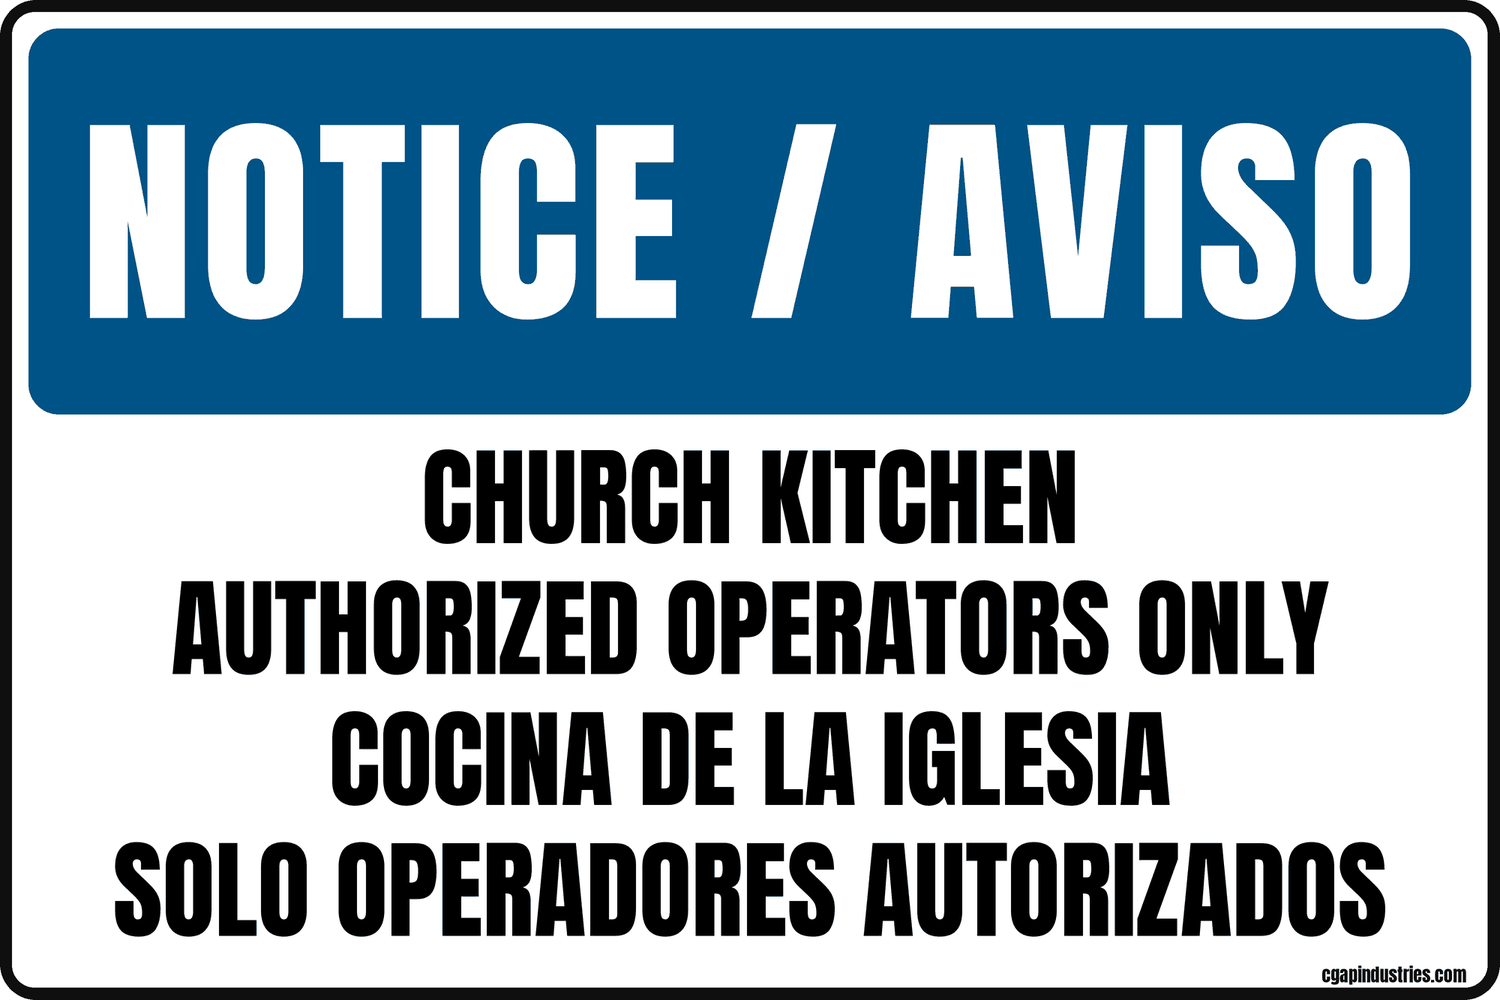 NOTICE / AVISO
CHURCH KITCHEN
AUTHORIZED OPERATORS ONLY
COCINA DE LA IGLESIA
SOLO OPERADORES AUTORIZADOS
cgapindustries.com